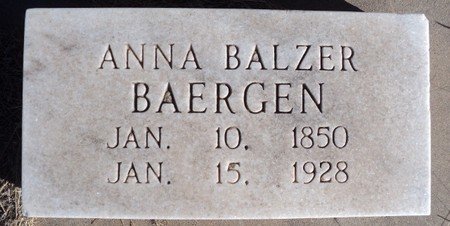 ANNA BALZER
BAERGEN
JAN. 10, 1850
JAN. 15, 1928